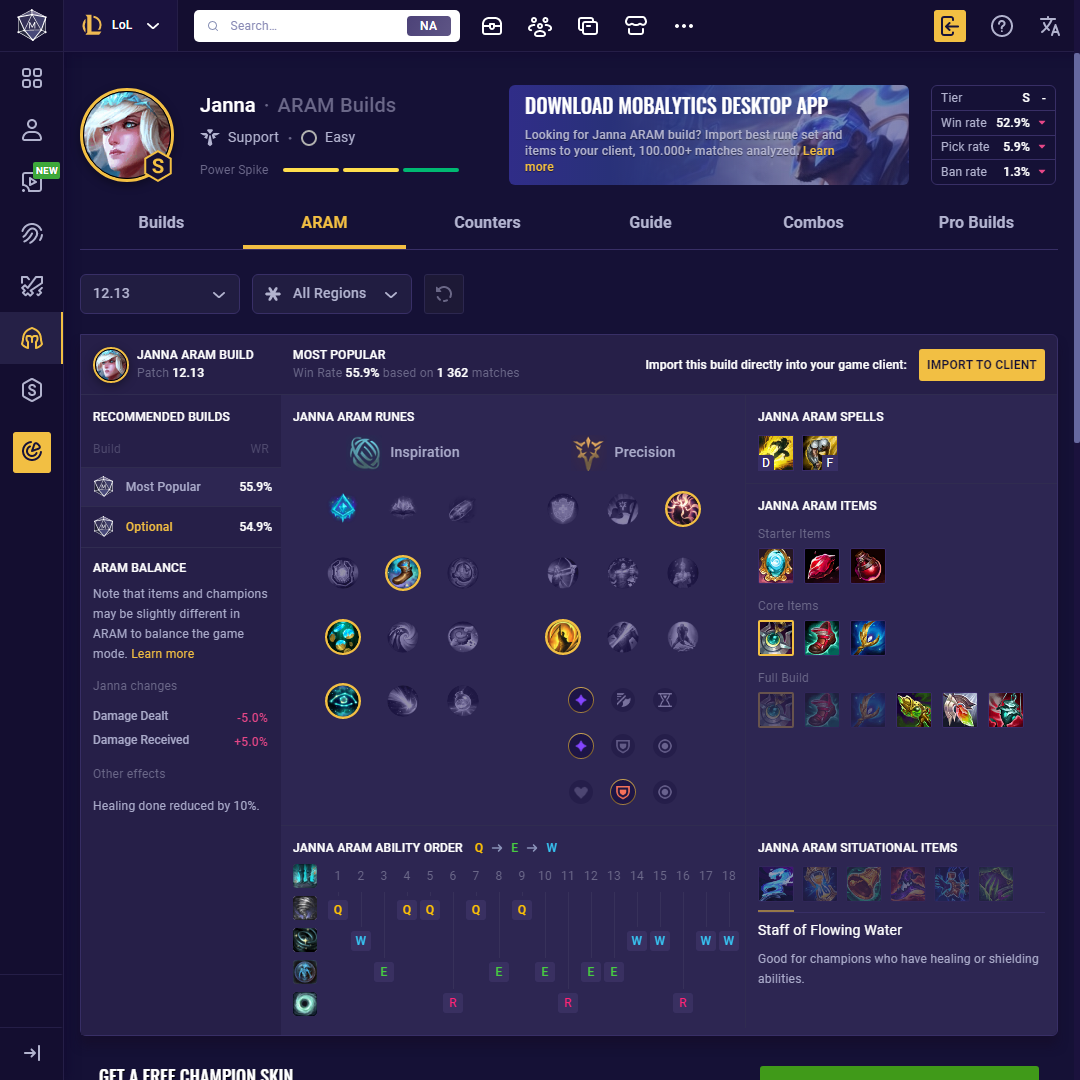 LoL
Search...
NA
NEW
Janna · ARAM Builds
Support · Easy
S
Power Spike
DOWNLOAD MOBALYTICS DESKTOP APP
Looking for Janna ARAM build? Import best rune set and
items to your client, 100.000+ matches analyzed. Learn
more
Tier S -
Win rate 52.9%
Pick rate 5.9%
Ban rate 1.3%
Builds
ARAM
Counters
Guide
Combos
Pro Builds
12.13
All Regions
JANNA ARAM BUILD
Patch 12.13
MOST POPULAR
Win Rate 55.9% based on 1 362 matches
Import this build directly into your game client:
IMPORT TO CLIENT
RECOMMENDED BUILDS
Build WR
Most Popular 55.9%
Optional 54.9%
ARAM BALANCE
Note that items and champions
may be slightly different in
ARAM to balance the game
mode. Learn more
Janna changes
Damage Dealt -5.0%
Damage Received +5.0%
Other effects
Healing done reduced by 10%.
JANNA ARAM RUNES
Inspiration
Precision
JANNA ARAM SPELLS
D F
JANNA ARAM ITEMS
Starter Items
Core Items
Full Build
JANNA ARAM ABILITY ORDER Q → E → W
1 2 3 4 5 6 7 8 9 10 11 12 13 14 15 16 17 18
Q Q Q Q Q
W W W W W
E E E E E
R R R
JANNA ARAM SITUATIONAL ITEMS
Staff of Flowing Water
Good for champions who have healing or shielding
abilities.
GET A FREE CHAMPION SKIN